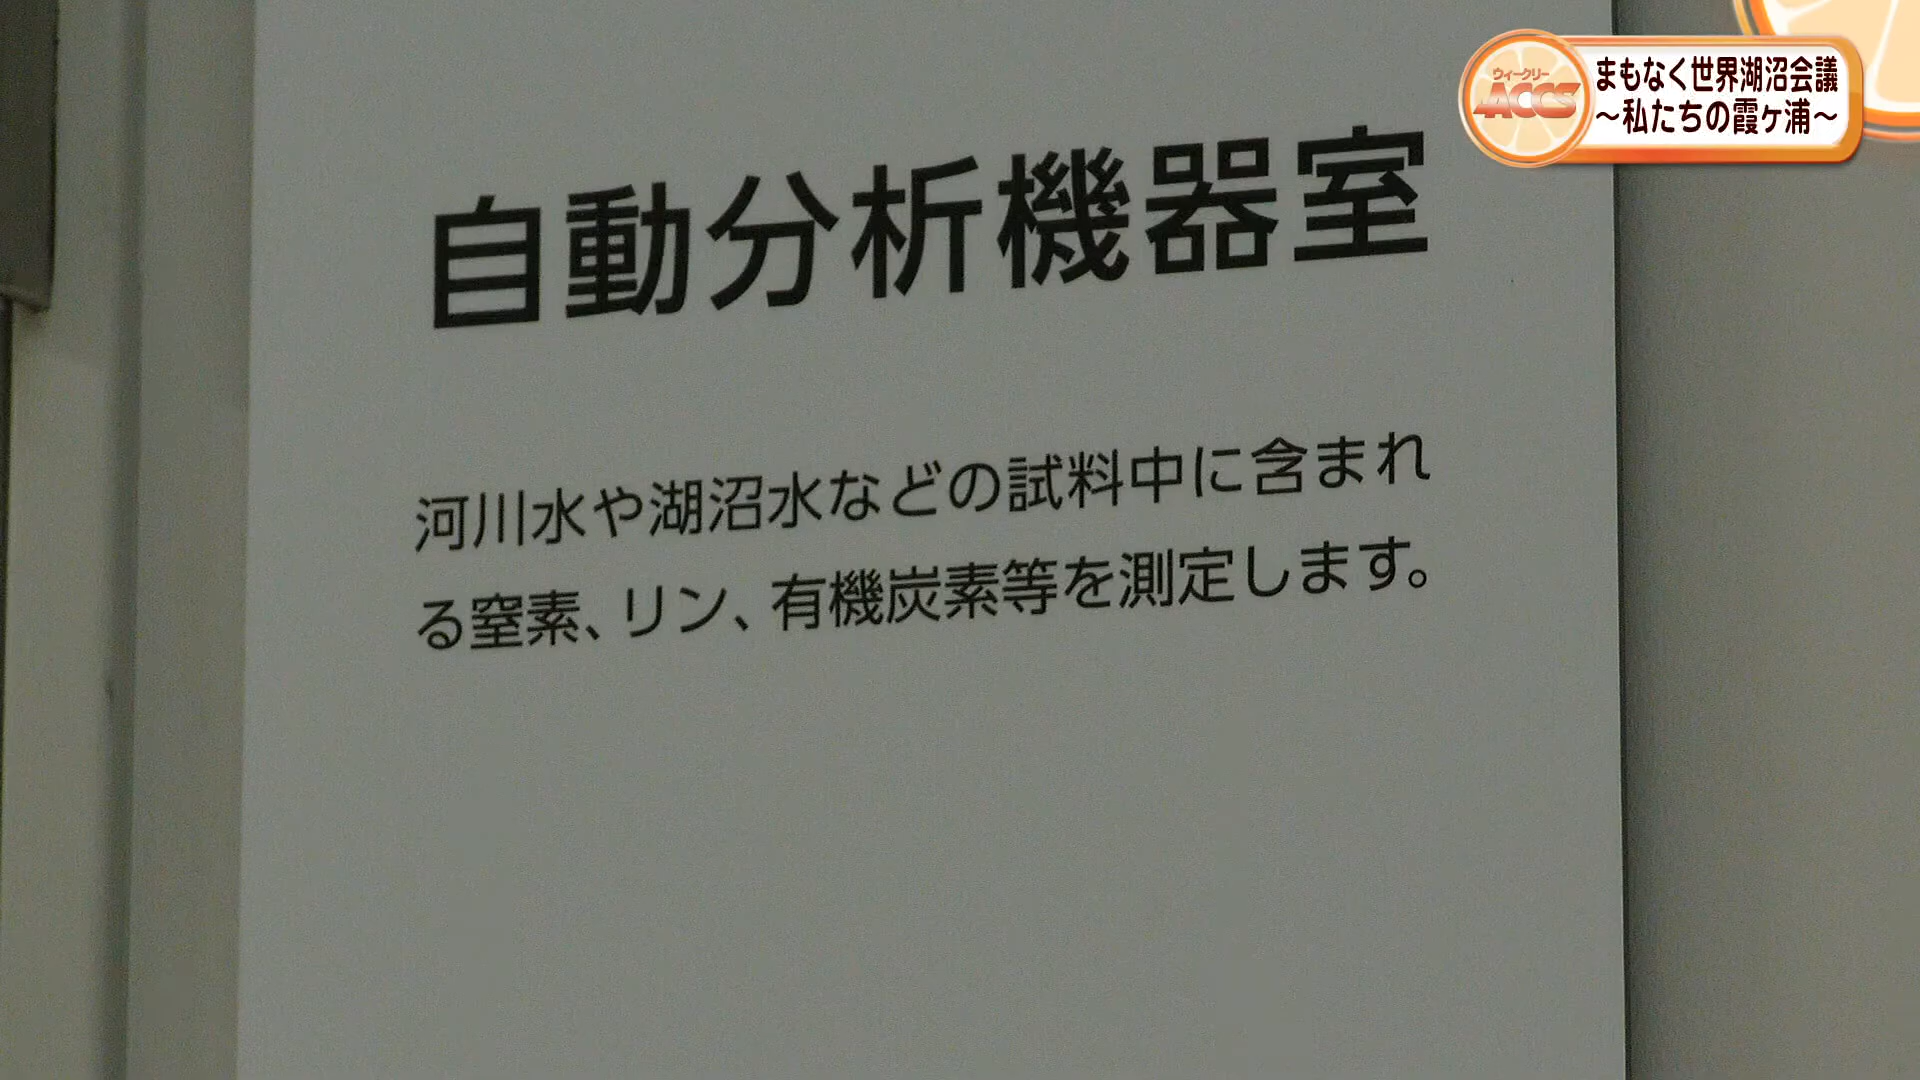 ウィークリー
ACCS
まもなく世界湖沼会議
～私たちの霞ヶ浦～
自動分析機器室
河川水や湖沼水などの試料中に含まれ
る窒素、リン、有機炭素等を測定します。